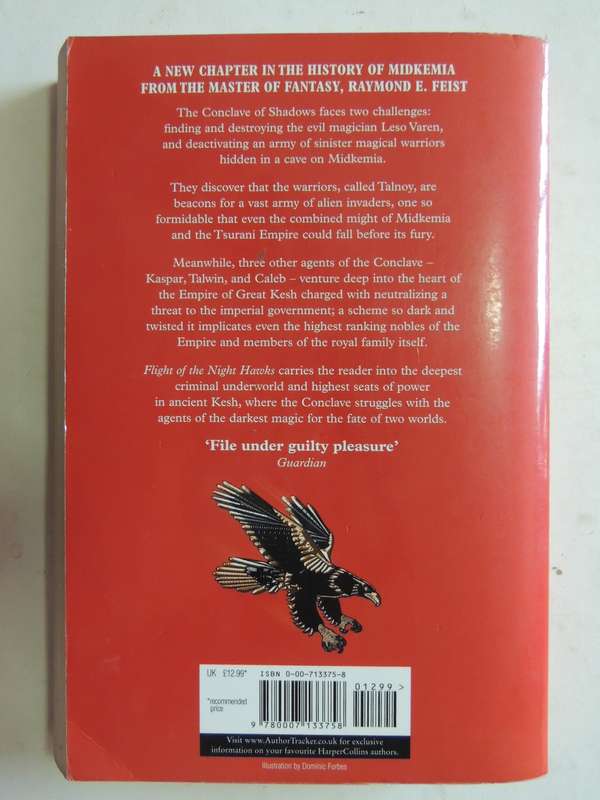 A NEW CHAPTER IN THE HISTORY OF MIDKEMIA
FROM THE MASTER OF FANTASY, RAYMOND E. FEIST
The Conclave of Shadows faces two challenges:
finding and destroying the evil magician Leso Varen,
and deactivating an army of sinister magical warriors
hidden in a cave on Midkemia.
They discover that the warriors, called Talnoy, are
beacons for a vast army of alien invaders, one so
formidable that even the combined might of Midkemia
and the Tsurani Empire could fall before its fury.
Meanwhile, three other agents of the Conclave –
Kaspar, Talwin, and Caleb – venture deep into the heart of
the Empire of Great Kesh charged with neutralizing a
threat to the imperial government; a scheme so dark and
twisted it implicates even the highest ranking nobles of the
Empire and members of the royal family itself.
Flight of the Night Hawks carries the reader into the deepest
criminal underworld and highest seats of power
in ancient Kesh, where the Conclave struggles with the
agents of the darkest magic for the fate of two worlds.
‘File under guilty pleasure’
Guardian
UK £12.99*
ISBN 0-00-713375-8
01299 >
*recommended
price
9 780007 133758
Visit www.AuthorTracker.co.uk for exclusive
information on your favourite HarperCollins authors.
Illustration by Dominic Forbes